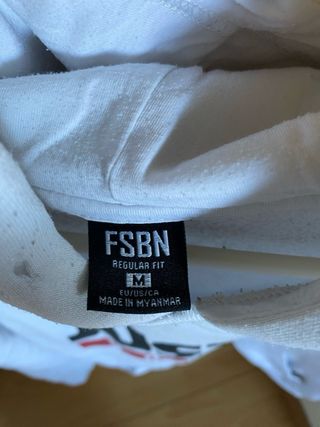 FSBN
REGULAR FIT
M
EU/US/CA
MADE IN MYANMAR